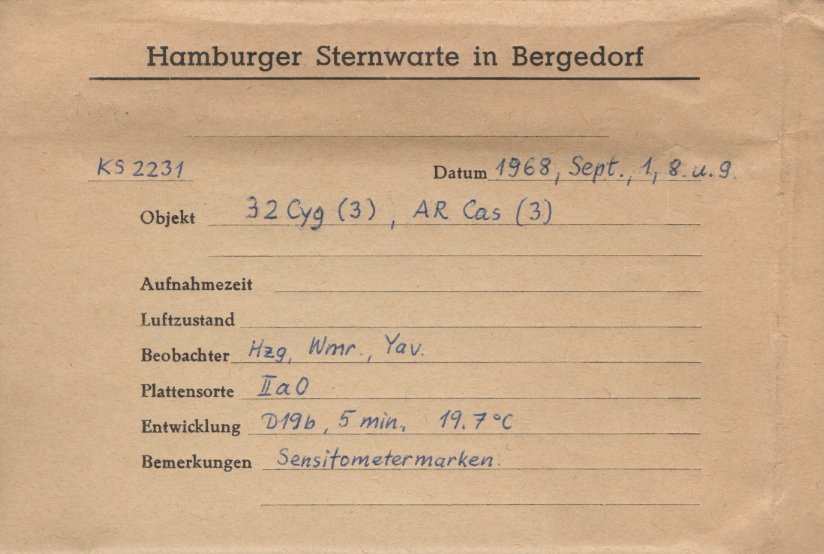 Hamburger Sternwarte in Bergedorf
KS 2231 Datum 1968, Sept., 1, 8. u. 9.
Objekt 32 Cyg (3), AR Cas (3)
Aufnahmezeit
Luftzustand
Beobachter Hzg, Wmr., Yav.
Plattensorte IIaO
Entwicklung D19b, 5 min, 19.7°C
Bemerkungen Sensitometermarken.